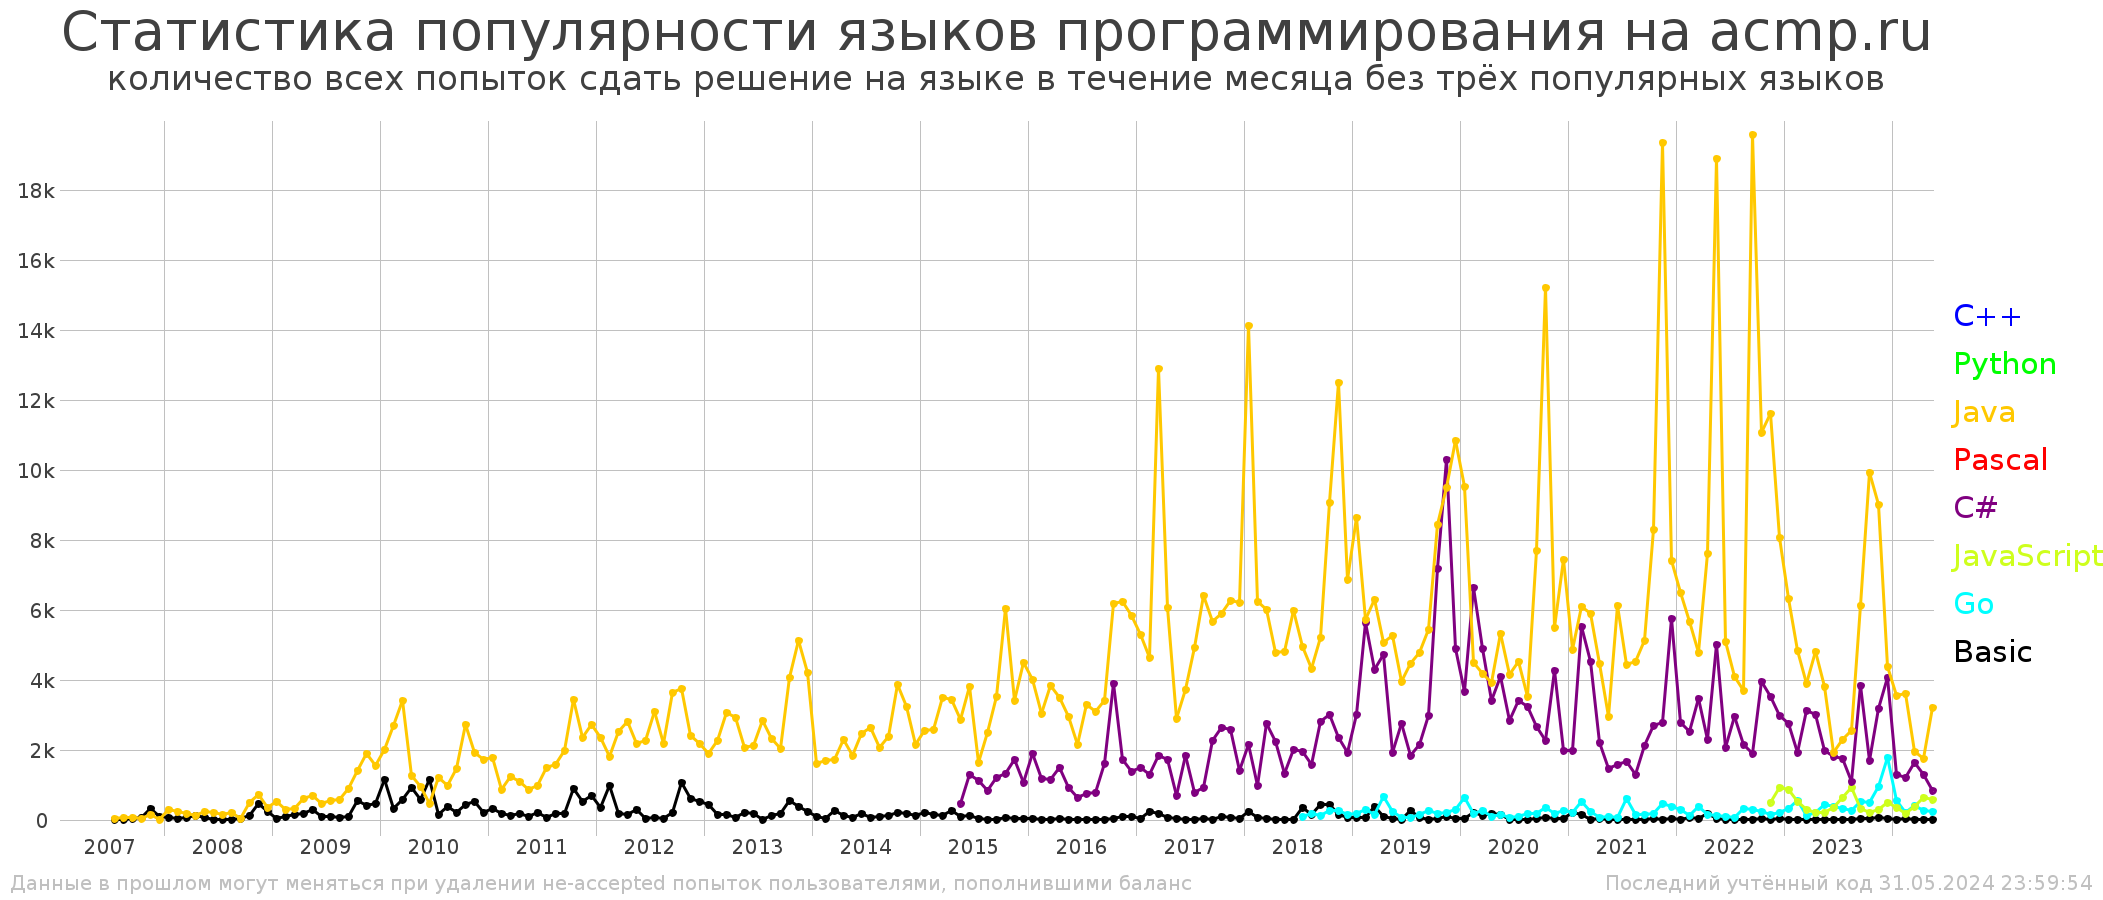 Статистика популярности языков программирования на acmp.ru
количество всех попыток сдать решение на языке в течение месяца без трёх популярных языков
18k
16k
14k
12k
10k
8k
6k
4k
2k
0
C++
Python
Java
Pascal
C#
JavaScript
Go
Basic
2007 2008 2009 2010 2011 2012 2013 2014 2015 2016 2017 2018 2019 2020 2021 2022 2023
Данные в прошлом могут меняться при удалении не-accepted попыток пользователями, пополнившими баланс
Последний учтённый код 31.05.2024 23:59:54